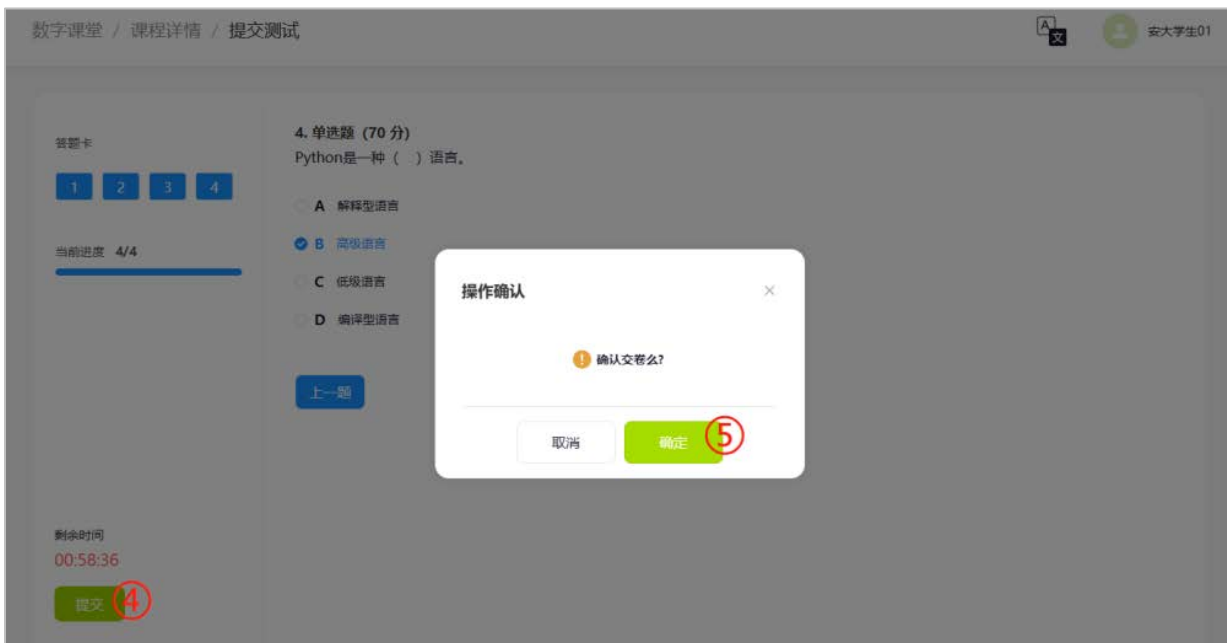 数字课堂 / 课程详情 / 提交测试
安大学生01
答题卡
1 2 3 4
当前进度 4/4
4. 单选题 (70 分)
Python是一种 ( ) 语言。
A 解释型语言
B 高级语言
C 低级语言
D 编译型语言
上一题
操作确认
确认交卷么?
取消
确定
⑤
剩余时间
00:58:36
提交
④